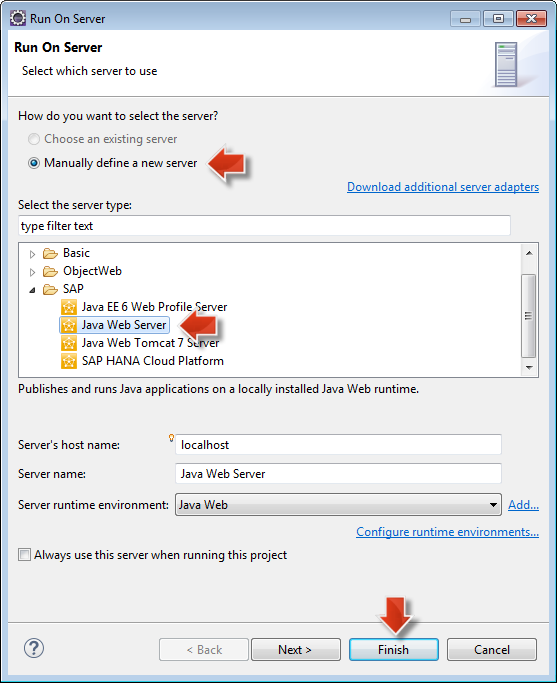 Run On Server
Run On Server
Select which server to use
How do you want to select the server?
Choose an existing server
Manually define a new server
Download additional server adapters
Select the server type:
type filter text
Basic
ObjectWeb
SAP
Java EE 6 Web Profile Server
Java Web Server
Java Web Tomcat 7 Server
SAP HANA Cloud Platform
Publishes and runs Java applications on a locally installed Java Web runtime.
Server's host name: localhost
Server name: Java Web Server
Server runtime environment: Java Web Add...
Configure runtime environments...
Always use this server when running this project
? < Back Next > Finish Cancel